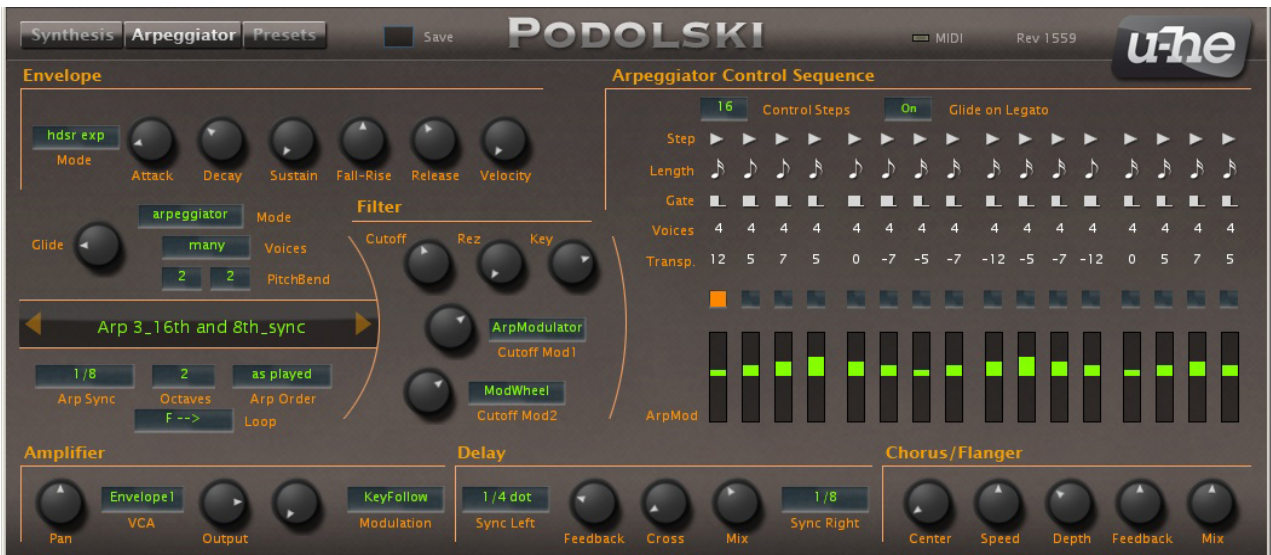 Synthesis Arpeggiator Presets Save PODOLSKI MIDI Rev 1559 u-he
Envelope
hdsr exp
Mode
Attack Decay Sustain Fall-Rise Release Velocity
Arpeggiator Control Sequence
16 Control Steps On Glide on Legato
Step
Length
Gate
Voices 4 4 4 4 4 4 4 4 4 4 4 4 4 4 4 4
Transp. 12 5 7 5 0 -7 -5 -7 -12 -5 -7 -12 0 5 7 5
ArpMod
Glide
arpeggiator Mode
many Voices
2 2 PitchBend
Filter
Cutoff Rez Key
ArpModulator
Cutoff Mod1
ModWheel
Cutoff Mod2
Arp 3_16th and 8th_sync
1/8 2 as played
Arp Sync Octaves Arp Order
F --> Loop
Amplifier
Envelope1 KeyFollow
VCA Modulation
Pan Output
Delay
1/4 dot 1/8
Sync Left Sync Right
Feedback Cross Mix
Chorus/Flanger
Center Speed Depth Feedback Mix